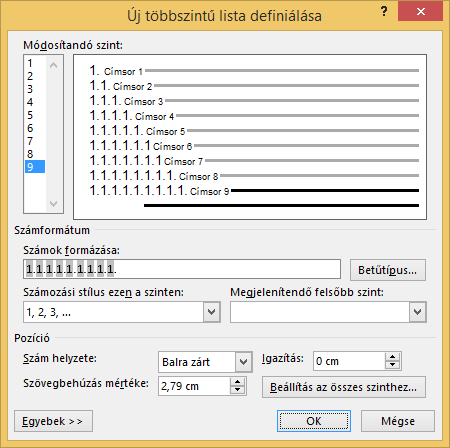 Új többszintű lista definiálása
?
Módosítandó szint:
1
2
3
4
5
6
7
8
9
1. Címsor 1
1.1. Címsor 2
1.1.1. Címsor 3
1.1.1.1. Címsor 4
1.1.1.1.1. Címsor 5
1.1.1.1.1.1. Címsor 6
1.1.1.1.1.1.1 Címsor 7
1.1.1.1.1.1.1.1. Címsor 8
1.1.1.1.1.1.1.1.1. Címsor 9
Számformátum
Számok formázása:
1.1.1.1.1.1.1.1.1.
Betűtípus...
Számozási stílus ezen a szinten:
Megjelenítendő felsőbb szint:
1, 2, 3, ...
Pozíció
Szám helyzete:
Balra zárt
Igazítás:
0 cm
Szövegbehúzás mértéke:
2,79 cm
Beállítás az összes szinthez...
Egyebek >>
OK
Mégse